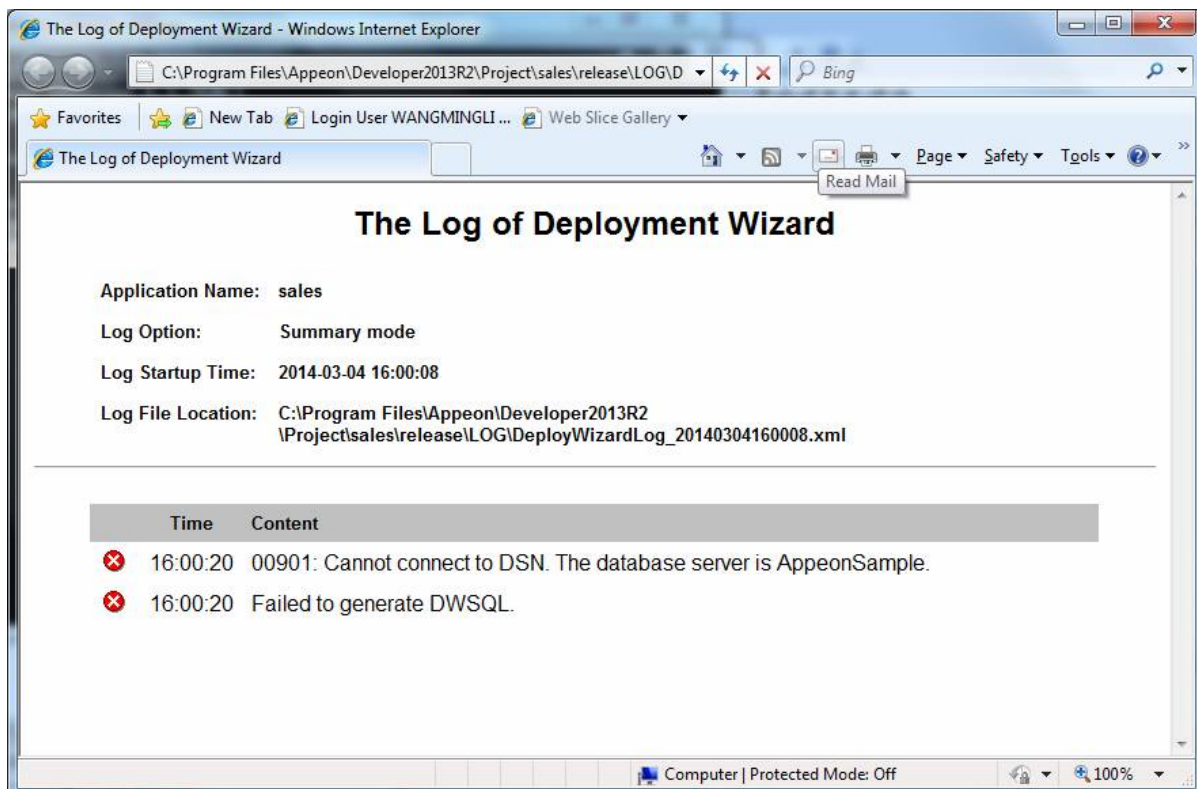 The Log of Deployment Wizard - Windows Internet Explorer
C:\Program Files\Appeon\Developer2013R2\Project\sales\release\LOG\D
Bing
Favorites New Tab Login User WANGMINGLI ... Web Slice Gallery
The Log of Deployment Wizard Page Safety Tools
Read Mail
The Log of Deployment Wizard
Application Name: sales
Log Option: Summary mode
Log Startup Time: 2014-03-04 16:00:08
Log File Location: C:\Program Files\Appeon\Developer2013R2
\Project\sales\release\LOG\DeployWizardLog_20140304160008.xml
Time Content
16:00:20 00901: Cannot connect to DSN. The database server is AppeonSample.
16:00:20 Failed to generate DWSQL.
Computer | Protected Mode: Off 100%